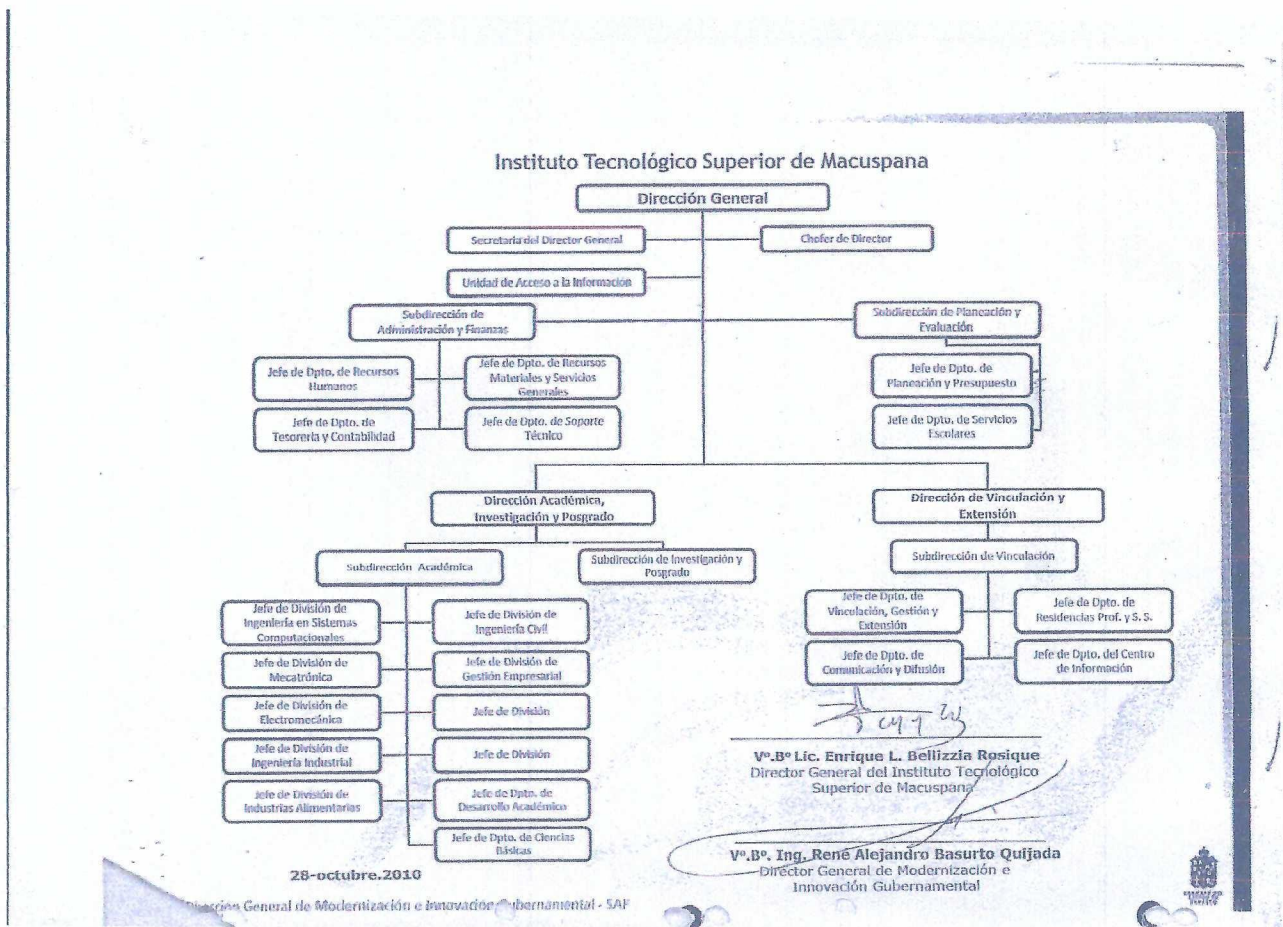 Instituto Tecnológico Superior de Macuspana
Dirección General
Secretaria del Director General
Chofer de Director
Unidad de Acceso a la Información
Subdirección de
Administración y Finanzas
Subdirección de Planeación y
Evaluación
Jefe de Dpto. de Recursos
Humanos
Jefe de Dpto. de Recursos
Materiales y Servicios
Generales
Jefe de Dpto. de
Tesorería y Contabilidad
Jefe de Dpto. de Soporte
Técnico
Jefe de Dpto. de
Planeación y Presupuesto
Jefe de Dpto. de Servicios
Escolares
Dirección Académica,
Investigación y Posgrado
Dirección de Vinculación y
Extensión
Subdirección Académica
Subdirección de Investigación y
Posgrado
Subdirección de Vinculación
Jefe de División de
Ingeniería en Sistemas
Computacionales
Jefe de División de
Ingeniería Civil
Jefe de División de
Mecatrónica
Jefe de División de
Gestión Empresarial
Jefe de División de
Electromecánica
Jefe de División
Jefe de División de
Ingeniería Industrial
Jefe de División
Jefe de División de
Industrias Alimentarias
Jefe de Dpto. de
Desarrollo Académico
Jefe de Dpto. de Ciencias
Básicas
Jefe de Dpto. de
Vinculación, Gestión y
Extensión
Jefe de Dpto. de
Residencias Prof. y S. S.
Jefe de Dpto. de
Comunicación y Difusión
Jefe de Dpto. del Centro
de Información
Vº.Bº Lic. Enrique L. Bellizzia Rosique
Director General del Instituto Tecnológico
Superior de Macuspana
Vº.Bº. Ing. René Alejandro Basurto Quijada
Director General de Modernización e
Innovación Gubernamental
28-octubre.2010
Dirección General de Modernización e Innovación Gubernamental - SAF